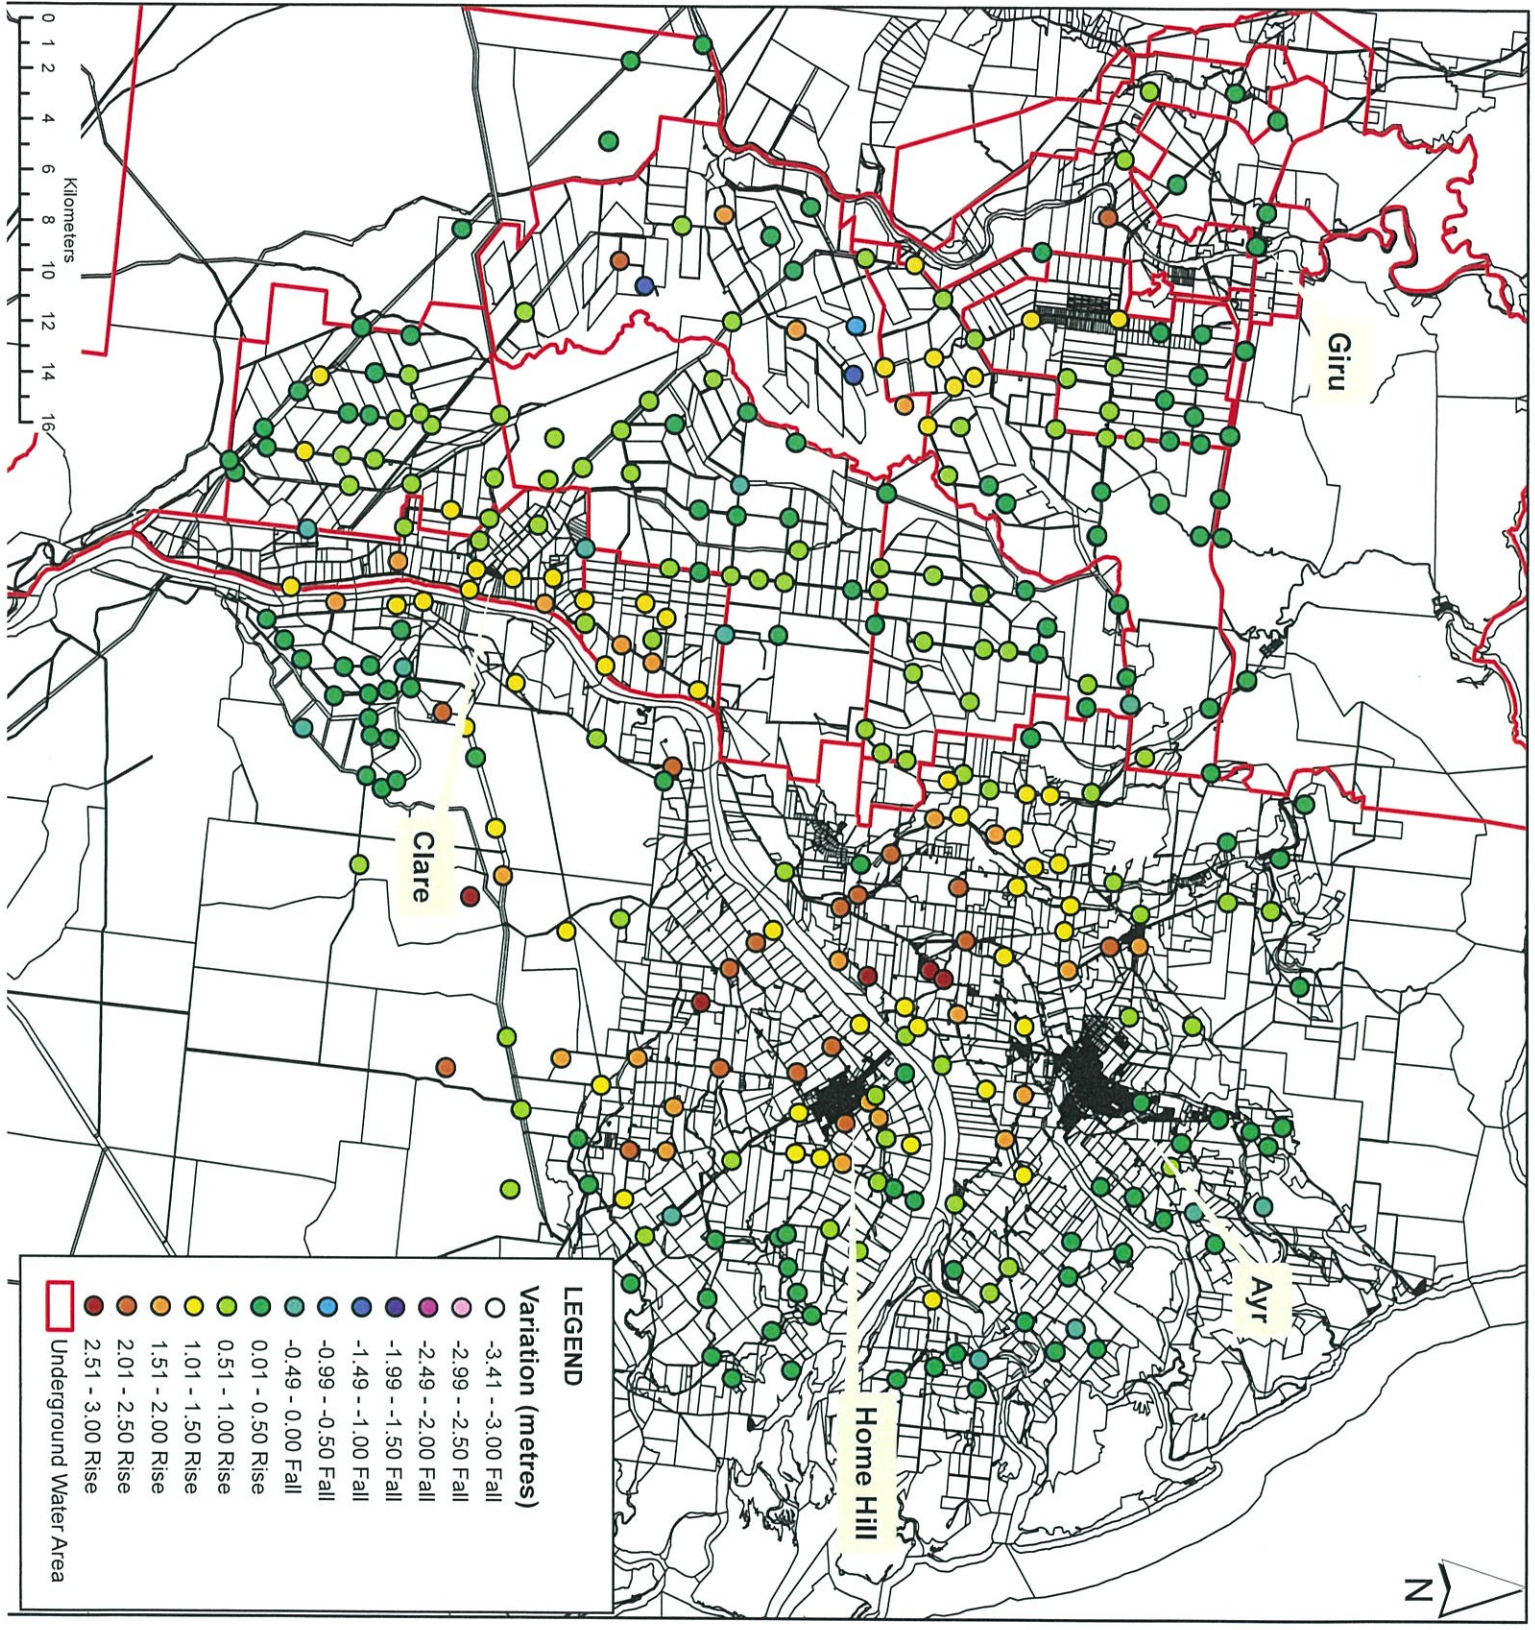 Giru
Ayr
Home Hill
Clare
N
0 1 2 4 6 8 10 12 14 16
Kilometers
LEGEND
Variation (metres)
-3.41 - -3.00 Fall
-2.99 - -2.50 Fall
-2.49 - -2.00 Fall
-1.99 - -1.50 Fall
-1.49 - -1.00 Fall
-0.99 - -0.50 Fall
-0.49 - 0.00 Fall
0.01 - 0.50 Rise
0.51 - 1.00 Rise
1.01 - 1.50 Rise
1.51 - 2.00 Rise
2.01 - 2.50 Rise
2.51 - 3.00 Rise
Underground Water Area